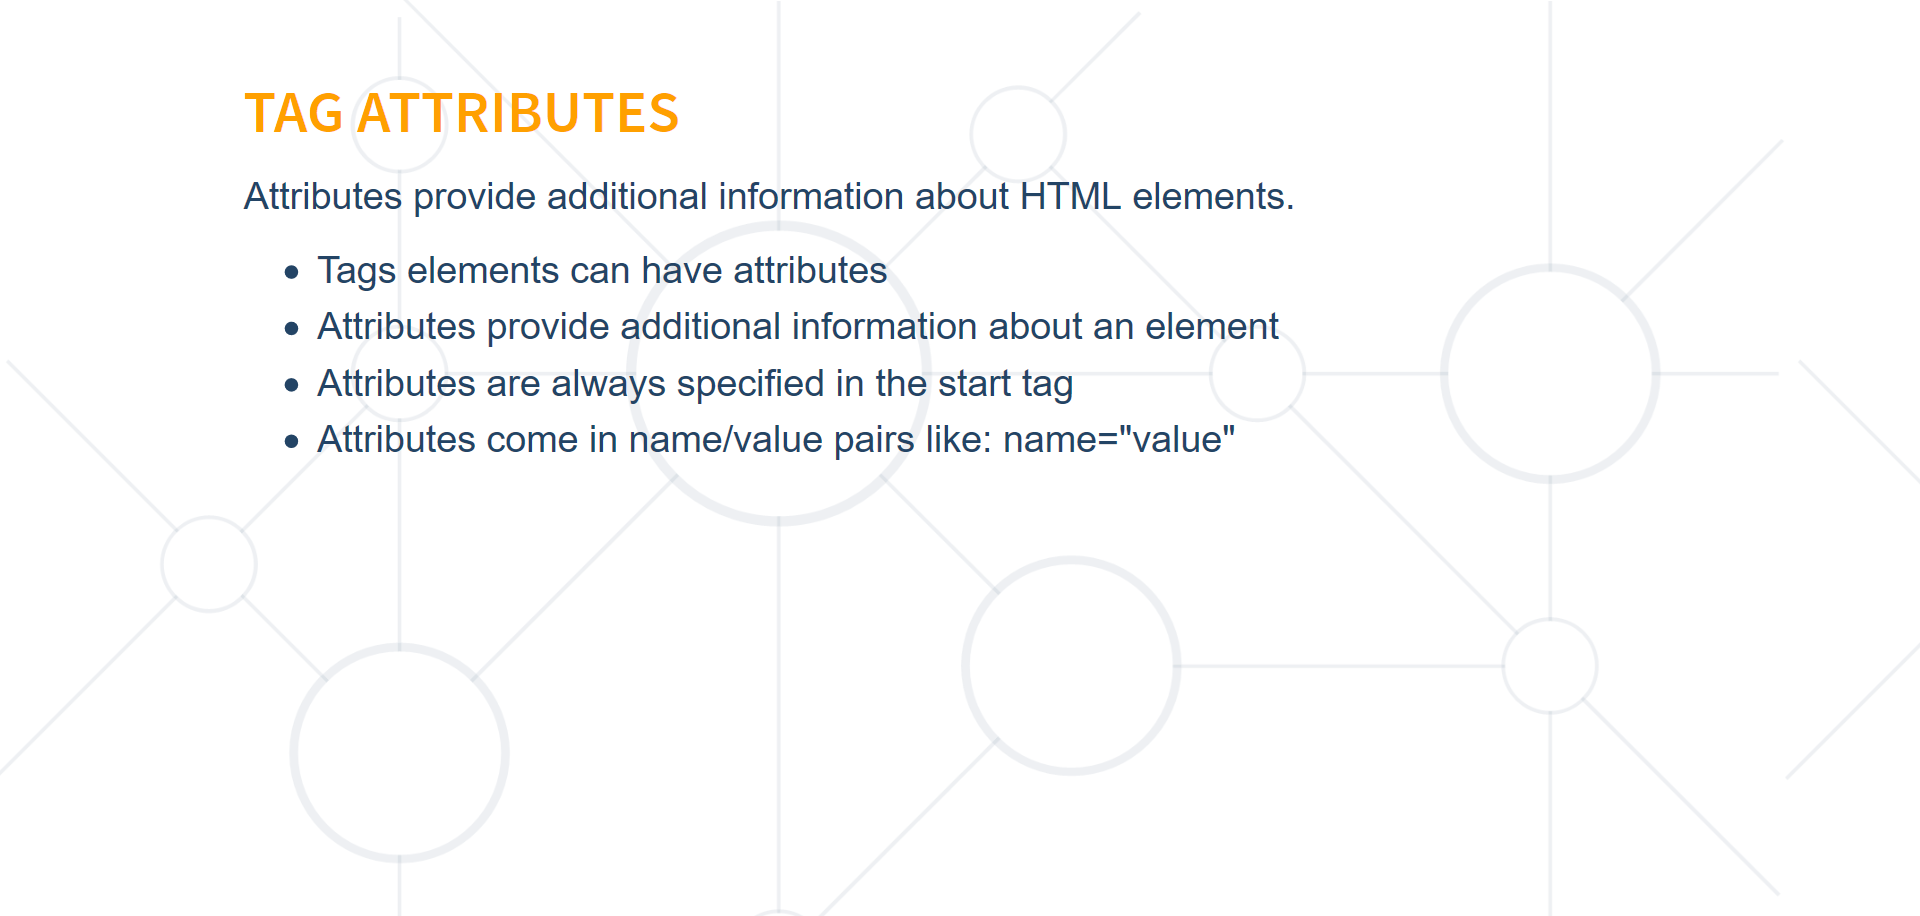 TAG ATTRIBUTES
Attributes provide additional information about HTML elements.
• Tags elements can have attributes
• Attributes provide additional information about an element
• Attributes are always specified in the start tag
• Attributes come in name/value pairs like: name="value"